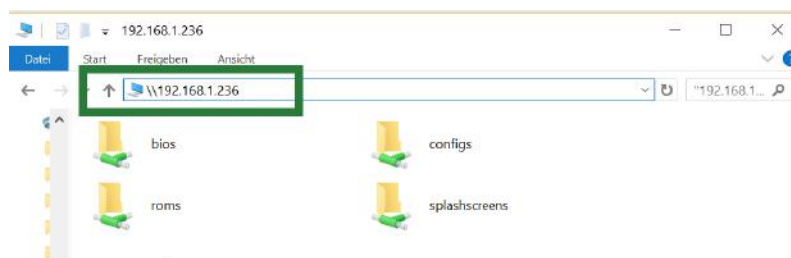 192.168.1.236
Datei Start Freigeben Ansicht
\\192.168.1.236 "192.168.1...
bios configs
roms splashscreens